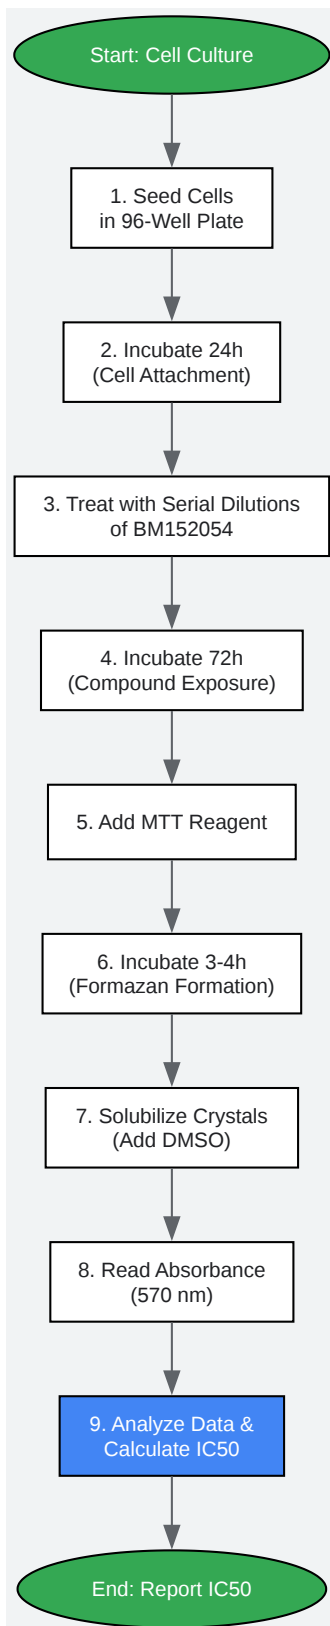 Start: Cell Culture
1. Seed Cells
in 96-Well Plate
2. Incubate 24h
(Cell Attachment)
3. Treat with Serial Dilutions
of BM152054
4. Incubate 72h
(Compound Exposure)
5. Add MTT Reagent
6. Incubate 3-4h
(Formazan Formation)
7. Solubilize Crystals
(Add DMSO)
8. Read Absorbance
(570 nm)
9. Analyze Data &
Calculate IC50
End: Report IC50